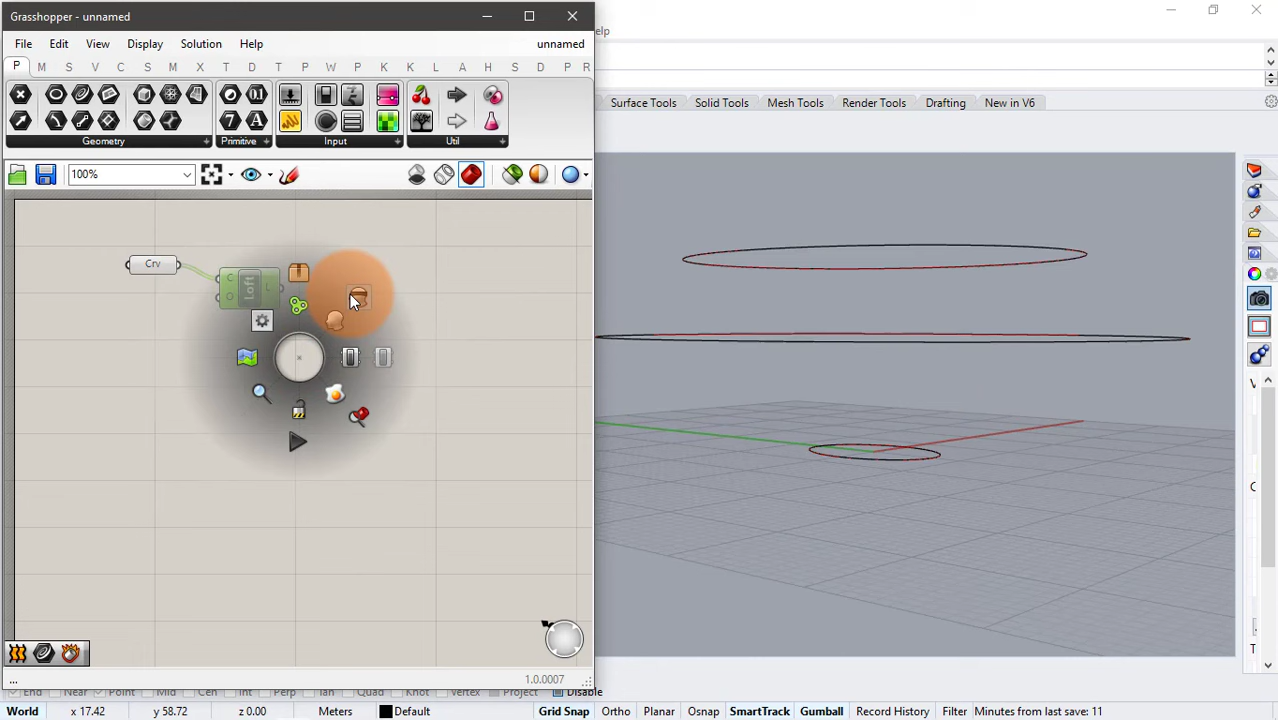 Grasshopper - unnamed
File Edit View Display Solution Help unnamed
elp
P M S V C S M X T D T P W P K K L A H S D P R
Geometry Primitive Input Util
Surface Tools Solid Tools Mesh Tools Render Tools Drafting New in V6
100%
Crv
C
O
Loft
L
V
C
T
... 1.0.0007
End Near Point Mid Cen Int Perp Tan Quad Knot Vertex Project Disable
World x 17.42 y 58.72 z 0.00 Meters Default Grid Snap Ortho Planar Osnap SmartTrack Gumball Record History Filter Minutes from last save: 11